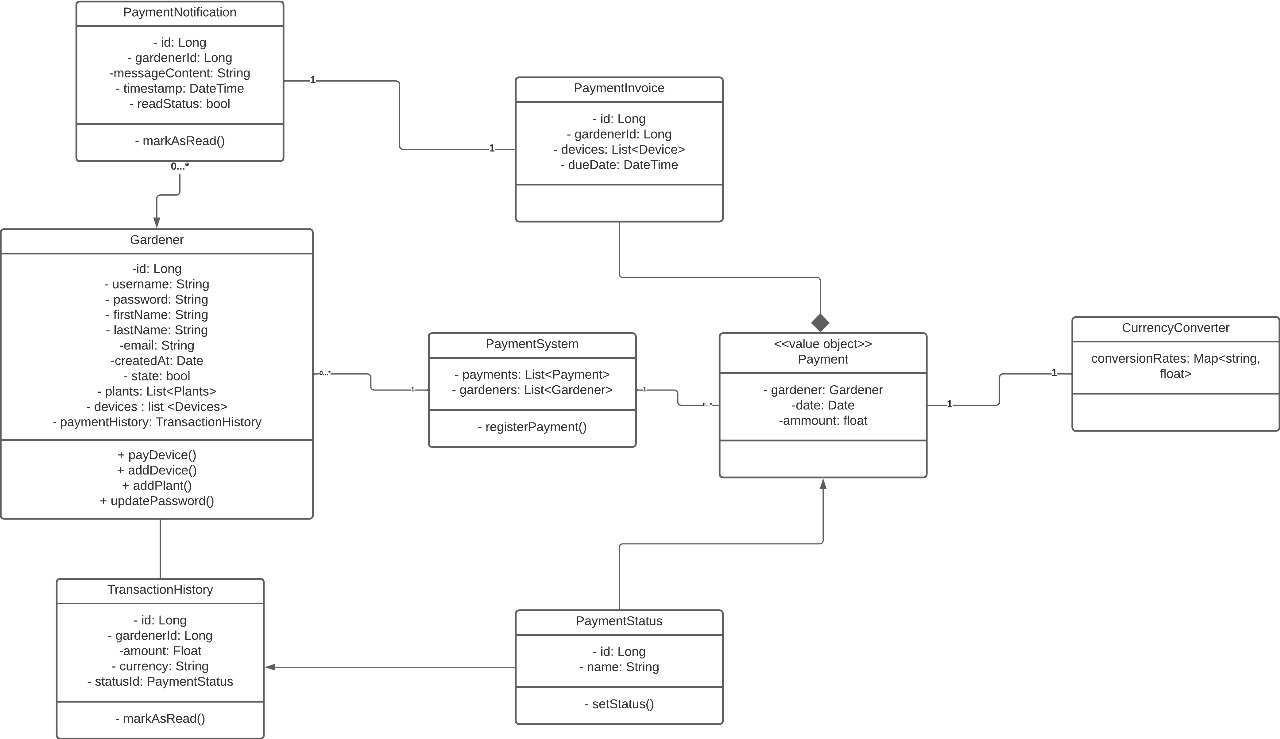 PaymentNotification
- id: Long
- gardenerId: Long
-messageContent: String
- timestamp: DateTime
- readStatus: bool
- markAsRead()
0...*
1
1
PaymentInvoice
- id: Long
- gardenerId: Long
- devices: List<Device>
- dueDate: DateTime
Gardener
-id: Long
- username: String
- password: String
- firstName: String
- lastName: String
-email: String
-createdAt: Date
- state: bool
- plants: List<Plants>
- devices : list <Devices>
- paymentHistory: TransactionHistory
+ payDevice()
+ addDevice()
+ addPlant()
+ updatePassword()
0...*
1
PaymentSystem
- payments: List<Payment>
- gardeners: List<Gardener>
- registerPayment()
1
<<value object>>
Payment
- gardener: Gardener
-date: Date
-ammount: float
1
1
CurrencyConverter
conversionRates: Map<string,
float>
TransactionHistory
- id: Long
- gardenerId: Long
-amount: Float
- currency: String
- statusId: PaymentStatus
- markAsRead()
PaymentStatus
- id: Long
- name: String
- setStatus()